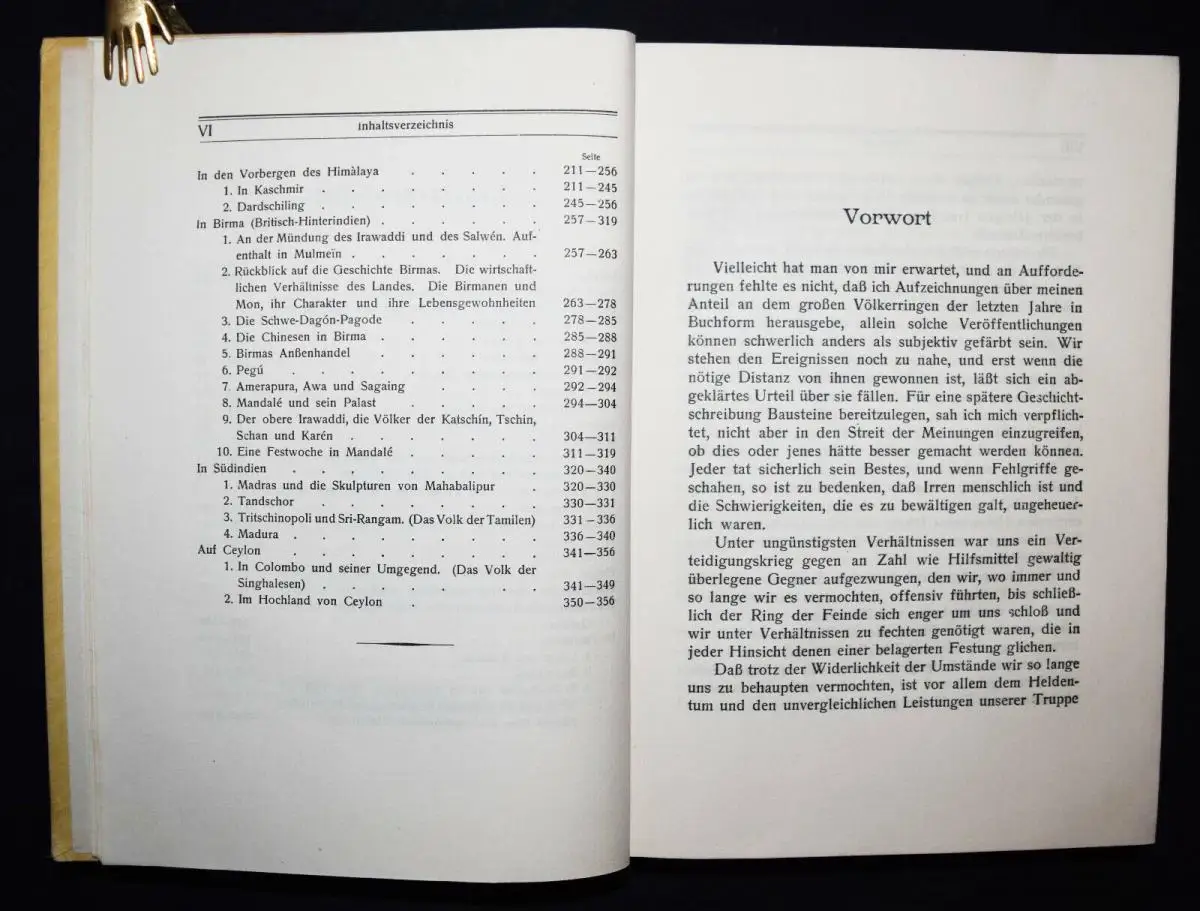 VI
Inhaltsverzeichnis
Seite
In den Vorbergen des Himàlaya . . . . . 211—256
1. In Kaschmir . . . . . . . . 211—245
2. Dardschiling . . . . . . . . 245—256
In Birma (Britisch-Hinterindien) . . . . . . 257—319
1. An der Mündung des Irawaddi und des Salwén. Auf-
enthalt in Mulmeïn . . . . . . . 257—263
2. Rückblick auf die Geschichte Birmas. Die wirtschaft-
lichen Verhältnisse des Landes. Die Birmanen und
Mon, ihr Charakter und ihre Lebensgewohnheiten 263—278
3. Die Schwe-Dagón-Pagode . . . . . 278—285
4. Die Chinesen in Birma . . . . . . 285—288
5. Birmas Anßenhandel . . . . . . 288—291
6. Pegú . . . . . . . . . 291—292
7. Amerapura, Awa und Sagaing . . . . 292—294
8. Mandalé und sein Palast . . . . . 294—304
9. Der obere Irawaddi, die Völker der Katschín, Tschin,
Schan und Karén . . . . . . . 304—311
10. Eine Festwoche in Mandalé . . . . . 311—319
In Südindien . . . . . . . . . 320—340
1. Madras und die Skulpturen von Mahabalipur . 320—330
2. Tandschor . . . . . . . . 330—331
3. Tritschinopoli und Sri-Rangam. (Das Volk der Tamilen) 331—336
4. Madura . . . . . . . . . 336—340
Auf Ceylon . . . . . . . . . 341—356
1. In Colombo und seiner Umgegend. (Das Volk der
Singhalesen) . . . . . . . 341—349
2. Im Hochland von Ceylon . 350—356
Vorwort
Vielleicht hat man von mir erwartet, und an Aufforde-
rungen fehlte es nicht, daß ich Aufzeichnungen über meinen
Anteil an dem großen Völkerringen der letzten Jahre in
Buchform herausgebe, allein solche Veröffentlichungen
können schwerlich anders als subjektiv gefärbt sein. Wir
stehen den Ereignissen noch zu nahe, und erst wenn die
nötige Distanz von ihnen gewonnen ist, läßt sich ein ab-
geklärtes Urteil über sie fällen. Für eine spätere Geschicht-
schreibung Bausteine bereitzulegen, sah ich mich verpflich-
tet, nicht aber in den Streit der Meinungen einzugreifen,
ob dies oder jenes hätte besser gemacht werden können.
Jeder tat sicherlich sein Bestes, und wenn Fehlgriffe ge-
schahen, so ist zu bedenken, daß Irren menschlich ist und
die Schwierigkeiten, die es zu bewältigen galt, ungeheuer-
lich waren.
Unter ungünstigsten Verhältnissen war uns ein Ver-
teidigungskrieg gegen an Zahl wie Hilfsmittel gewaltig
überlegene Gegner aufgezwungen, den wir, wo immer und
so lange wir es vermochten, offensiv führten, bis schließ-
lich der Ring der Feinde sich enger um uns schloß und
wir unter Verhältnissen zu fechten genötigt waren, die in
jeder Hinsicht denen einer belagerten Festung glichen.
Daß trotz der Widerlichkeit der Umstände wir so lange
uns zu behaupten vermochten, ist vor allem dem Helden-
tum und den unvergleichlichen Leistungen unserer Truppe